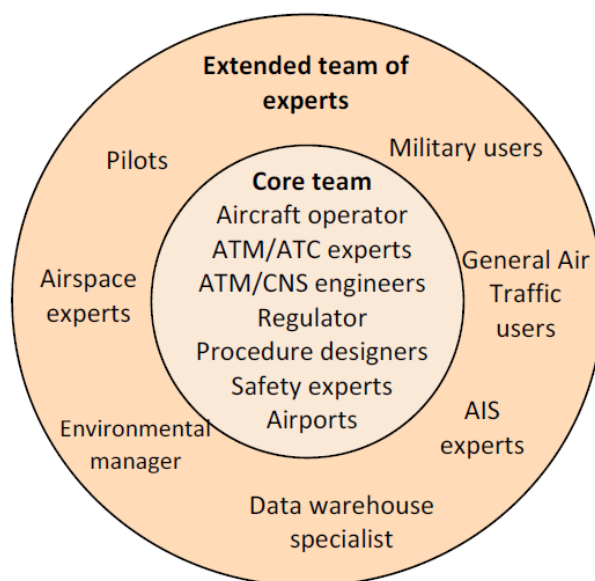 Extended team of
experts
Pilots
Military users
Core team
Aircraft operator
ATM/ATC experts
ATM/CNS engineers
Regulator
Procedure designers
Safety experts
Airports
Airspace
experts
General Air
Traffic
users
Environmental
manager
AIS
experts
Data warehouse
specialist